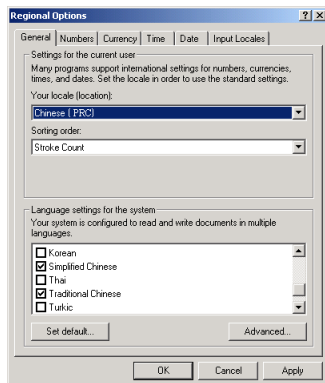 Regional Options
General Numbers Currency Time Date Input Locales
Settings for the current user
Many programs support international settings for numbers, currencies,
times, and dates. Set the locale in order to use the standard settings.
Your locale (location):
Chinese (PRC)
Sorting order:
Stroke Count
Language settings for the system
Your system is configured to read and write documents in multiple
languages.
Korean
Simplified Chinese
Thai
Traditional Chinese
Turkic
Set default... Advanced...
OK Cancel Apply